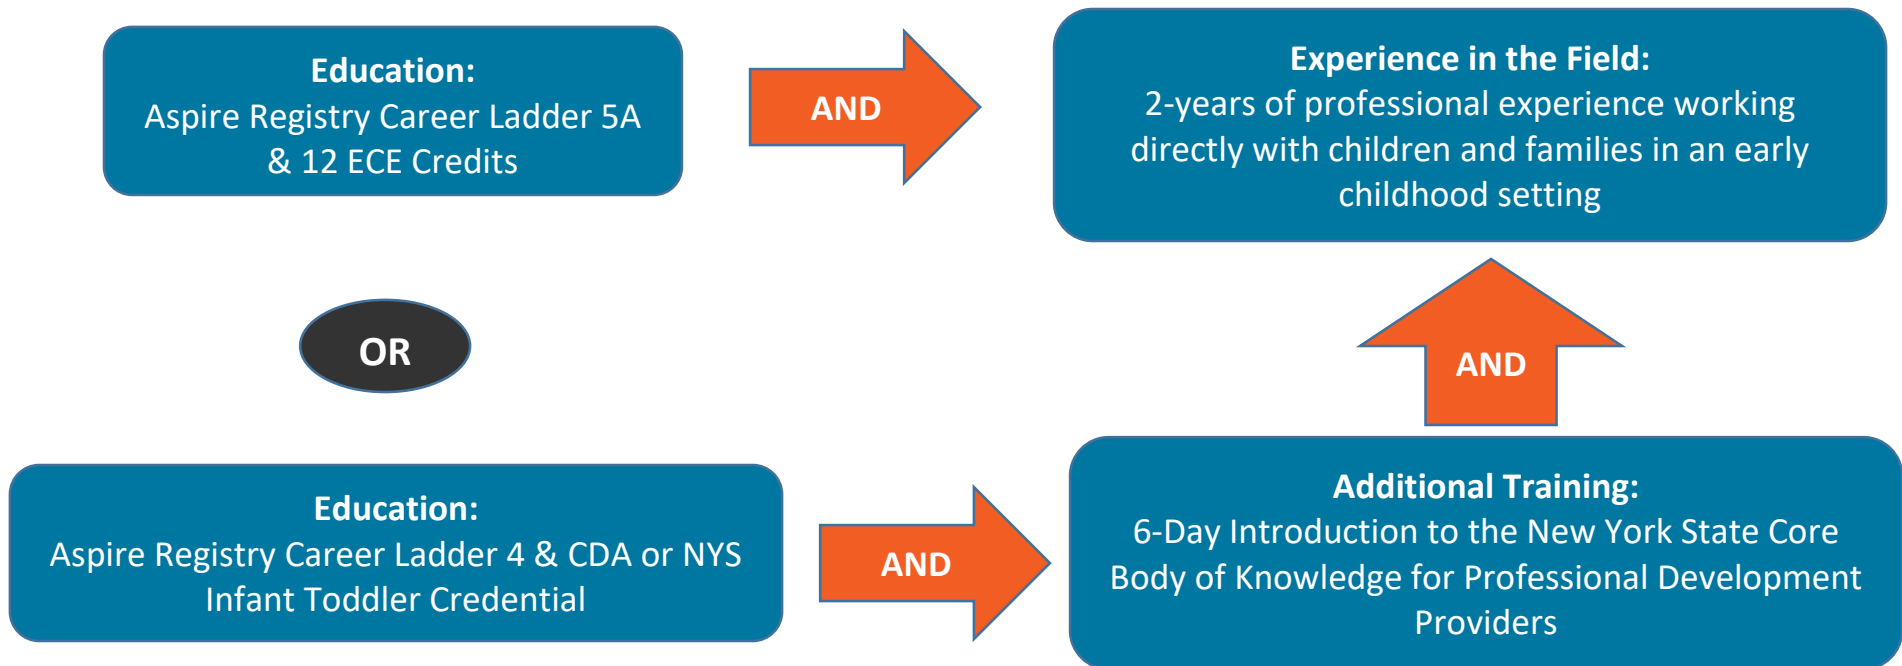 Education:
Aspire Registry Career Ladder 5A
& 12 ECE Credits
AND
Experience in the Field:
2-years of professional experience working
directly with children and families in an early
childhood setting
OR
AND
Education:
Aspire Registry Career Ladder 4 & CDA or NYS
Infant Toddler Credential
AND
Additional Training:
6-Day Introduction to the New York State Core
Body of Knowledge for Professional Development
Providers